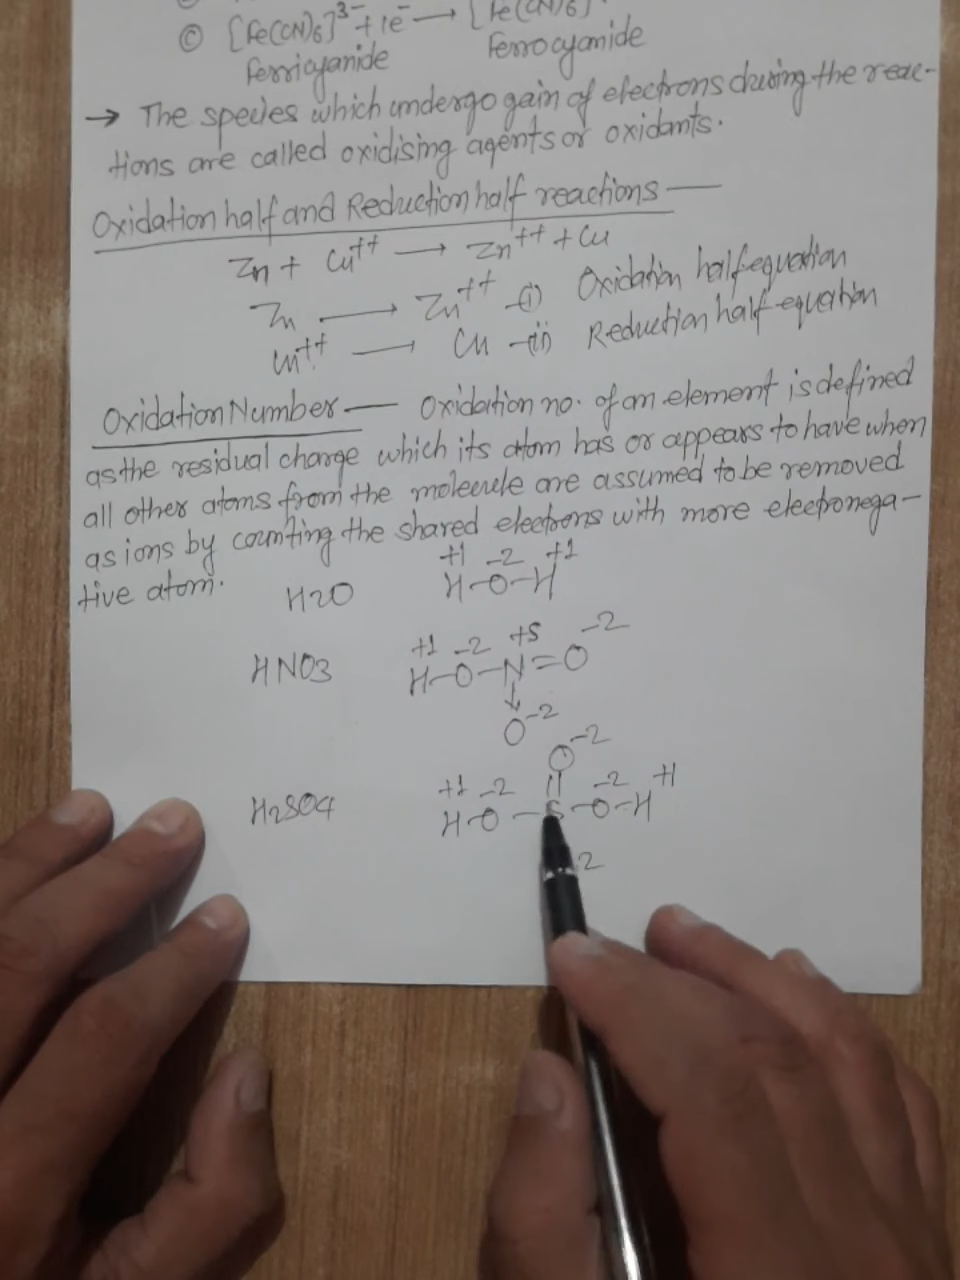 © [Fe(CN)6]3- + 1e- → [Fe(CN)6]
Ferricyanide Ferrocyanide
→ The species which undergo gain of electrons during the reac-
tions are called oxidising agents or oxidants.
Oxidation half and Reduction half reactions —
Zn + Cu++ → Zn++ + Cu
Zn → Zn++ -(i) Oxidation half equation
Cu++ → Cu -(ii) Reduction half equation
Oxidation Number — Oxidation no. of an element is defined
as the residual charge which its atom has or appears to have when
all other atoms from the molecule are assumed to be removed
as ions by counting the shared electrons with more electronega-
tive atom.
+1 -2 +1
H2O H-O-H
+1 -2 +5 -2
HNO3 H-O-N=O
↓
O-2
O-2
||
+1 -2 -2 +1
H2SO4 H-O-S-O-H
2